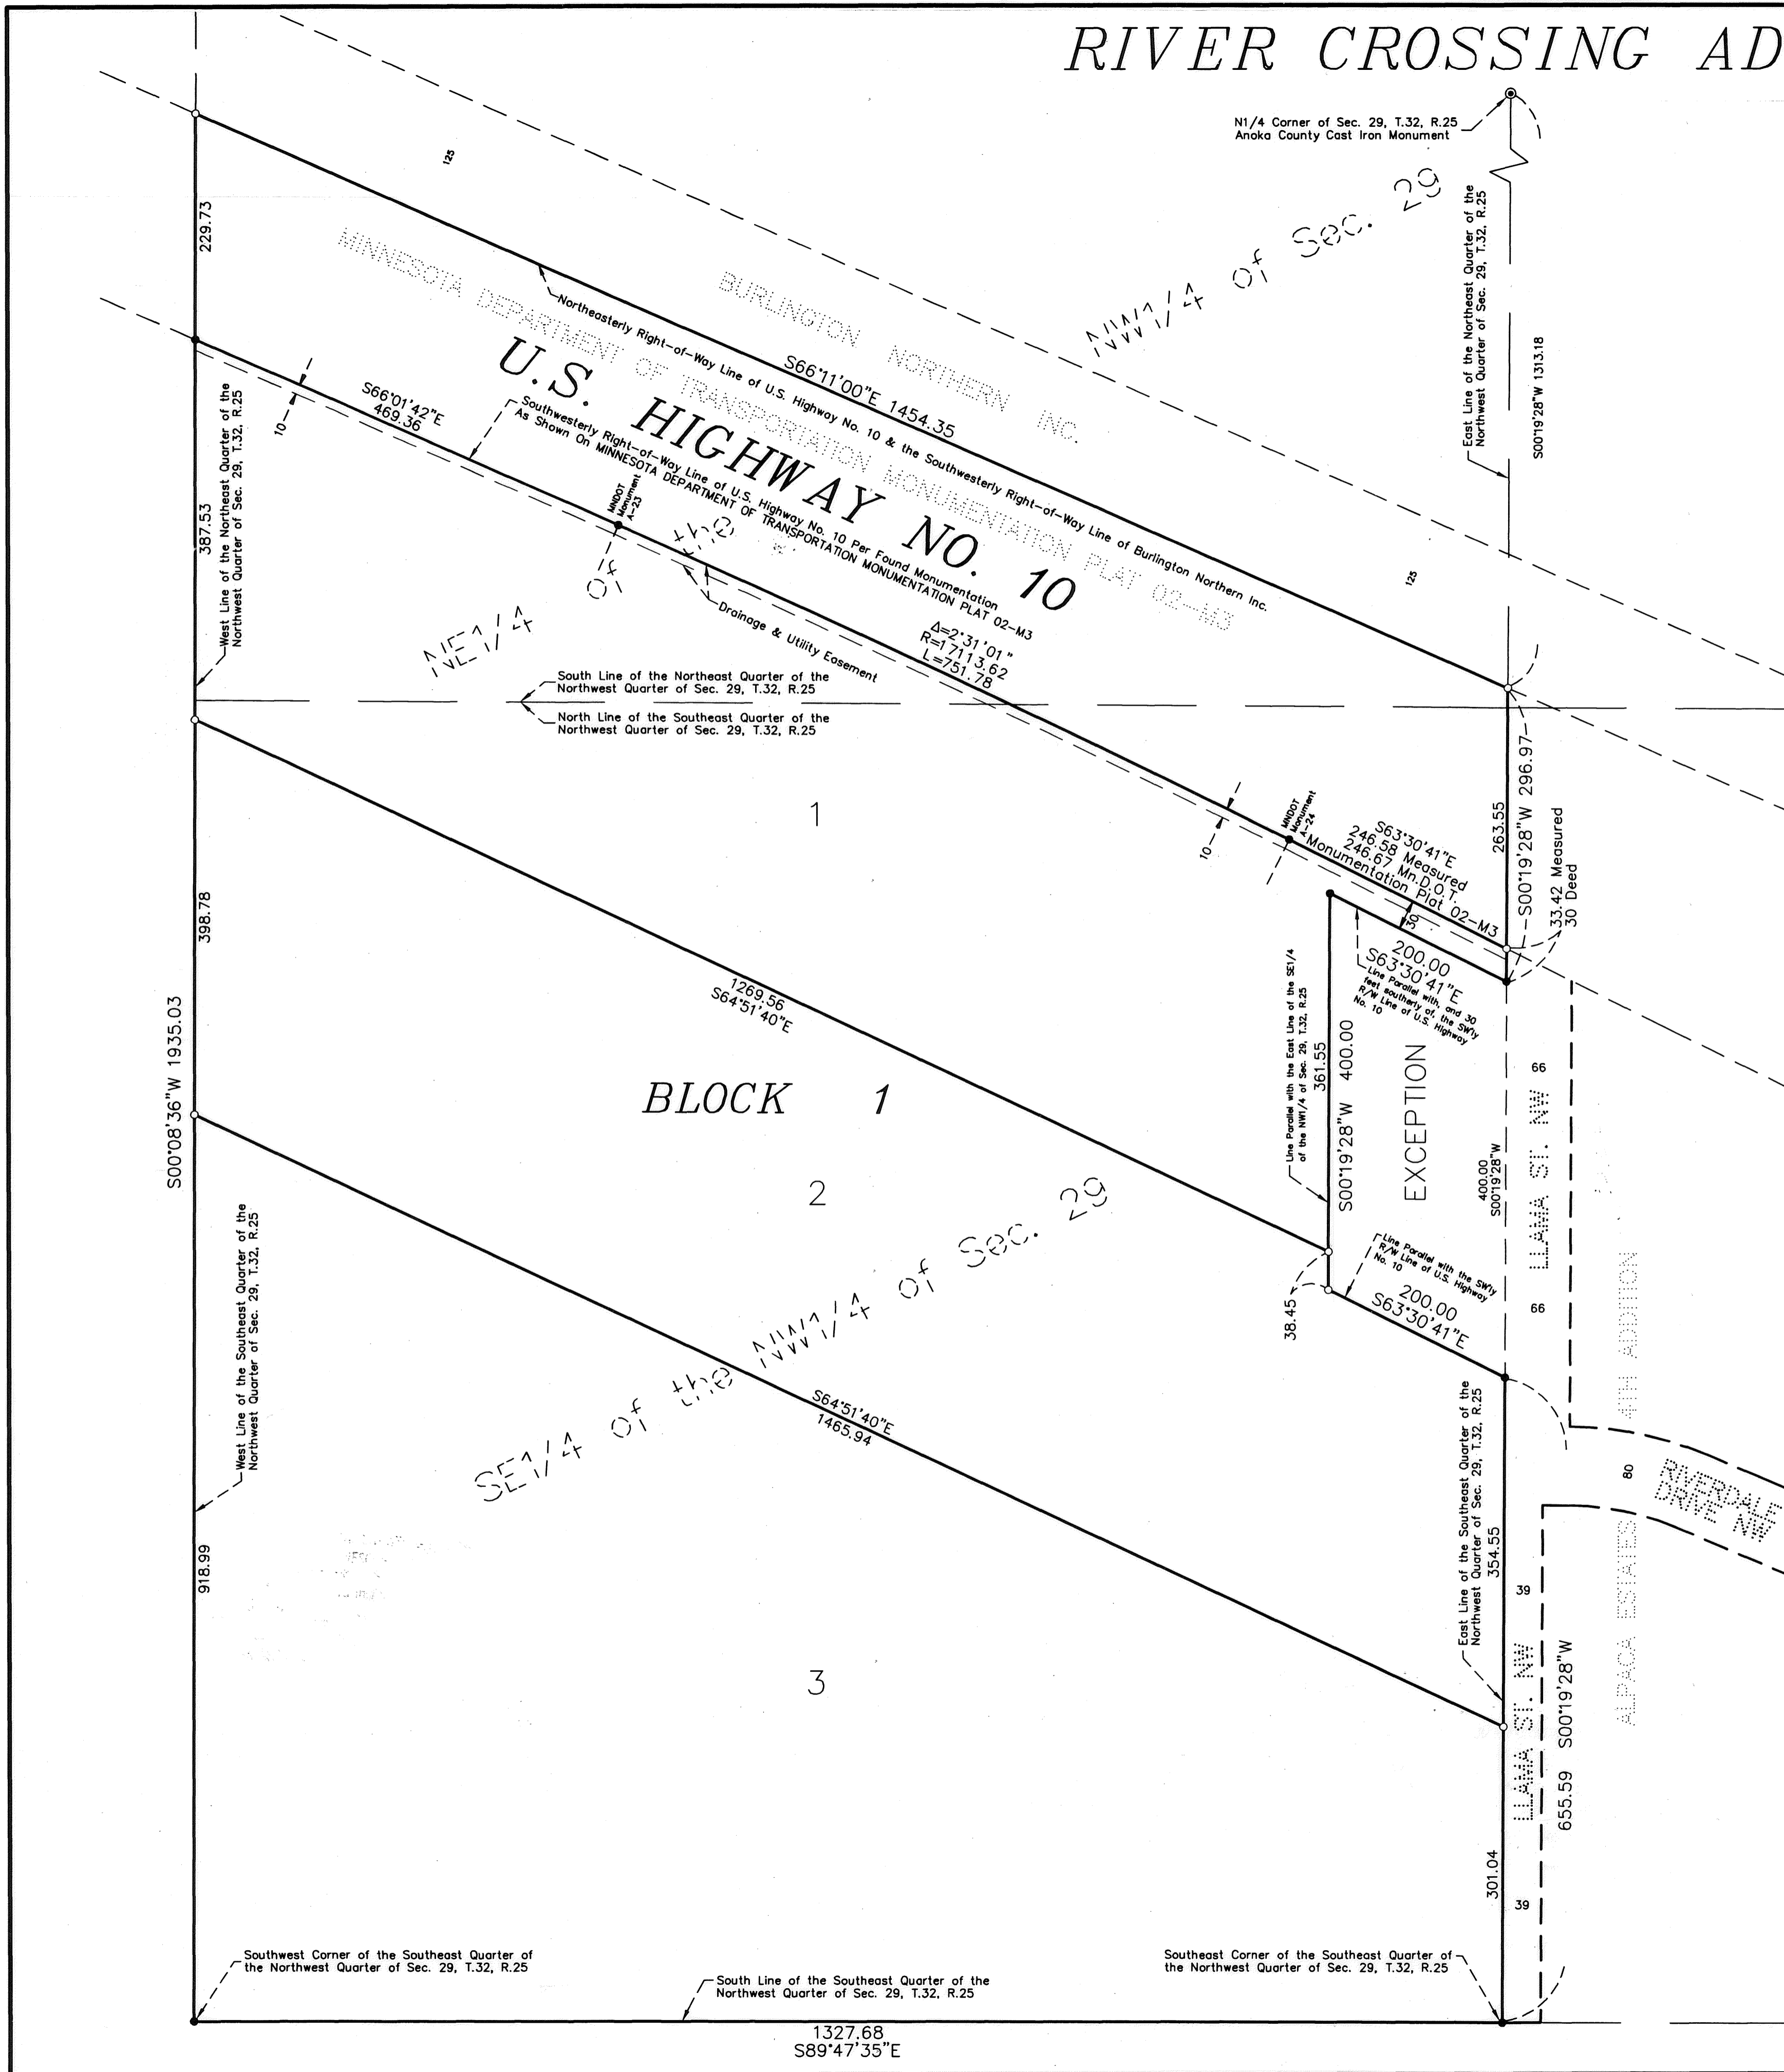 RIVER CROSSING AD
N1/4 Corner of Sec. 29, T.32, R.25
Anoka County Cast Iron Monument
125
229.73
NW1/4 of Sec. 29
East Line of the Northeast Quarter of the
Northwest Quarter of Sec. 29, T.32, R.25
S00°19'28"W 1313.18
BURLINGTON NORTHERN INC.
MINNESOTA DEPARTMENT OF TRANSPORTATION MONUMENTATION PLAT 02-M3
Northeasterly Right-of-Way Line of U.S. Highway No. 10 & the Southwesterly Right-of-Way Line of Burlington Northern Inc.
S66°11'00"E 1454.35
U.S. HIGHWAY NO. 10
S66°01'42"E
469.36
10
Southwesterly Right-of-Way Line of U.S. Highway No. 10 Per Found Monumentation
As Shown On MINNESOTA DEPARTMENT OF TRANSPORTATION MONUMENTATION PLAT 02-M3
West Line of the Northeast Quarter of the
Northwest Quarter of Sec. 29, T.32, R.25
387.53
MNDOT
Monument
A-23
NE1/4 of the
Drainage & Utility Easement
Δ=2°31'01"
R=17113.62
L=751.78
125
South Line of the Northeast Quarter of the
Northwest Quarter of Sec. 29, T.32, R.25
North Line of the Southeast Quarter of the
Northwest Quarter of Sec. 29, T.32, R.25
1
10
MNDOT
Monument
A-24
S63°30'41"E
246.58 Measured
246.67 Mn.D.O.T.
Monumentation Plat 02-M3
263.55
S00°19'28"W 296.97
33.42 Measured
30 Deed
30
200.00
S63°30'41"E
Line Parallel with, and 30
feet southerly of, the SW'ly
R/W Line of U.S. Highway
No. 10
398.78
S00°08'36"W 1935.03
1269.56
S64°51'40"E
Line Parallel with the East Line of the SE1/4
of the NW1/4 of Sec. 29, T.32, R.25
361.55
S00°19'28"W 400.00
EXCEPTION
400.00
S00°19'28"W
66
LLAMA ST. NW
66
BLOCK 1
2
SE1/4 of the NW1/4 of Sec. 29
Line Parallel with the SW'ly
R/W Line of U.S. Highway
No. 10
200.00
S63°30'41"E
38.45
West Line of the Southeast Quarter of the
Northwest Quarter of Sec. 29, T.32, R.25
S64°51'40"E
1465.94
East Line of the Southeast Quarter of the
Northwest Quarter of Sec. 29, T.32, R.25
354.55
80
RIVERDALE
DRIVE NW
ALPACA ESTATES 4TH ADDITION
918.99
39
3
LLAMA ST. NW
655.59 S00°19'28"W
301.04
39
Southwest Corner of the Southeast Quarter of
the Northwest Quarter of Sec. 29, T.32, R.25
South Line of the Southeast Quarter of the
Northwest Quarter of Sec. 29, T.32, R.25
Southeast Corner of the Southeast Quarter of
the Northwest Quarter of Sec. 29, T.32, R.25
1327.68
S89°47'35"E